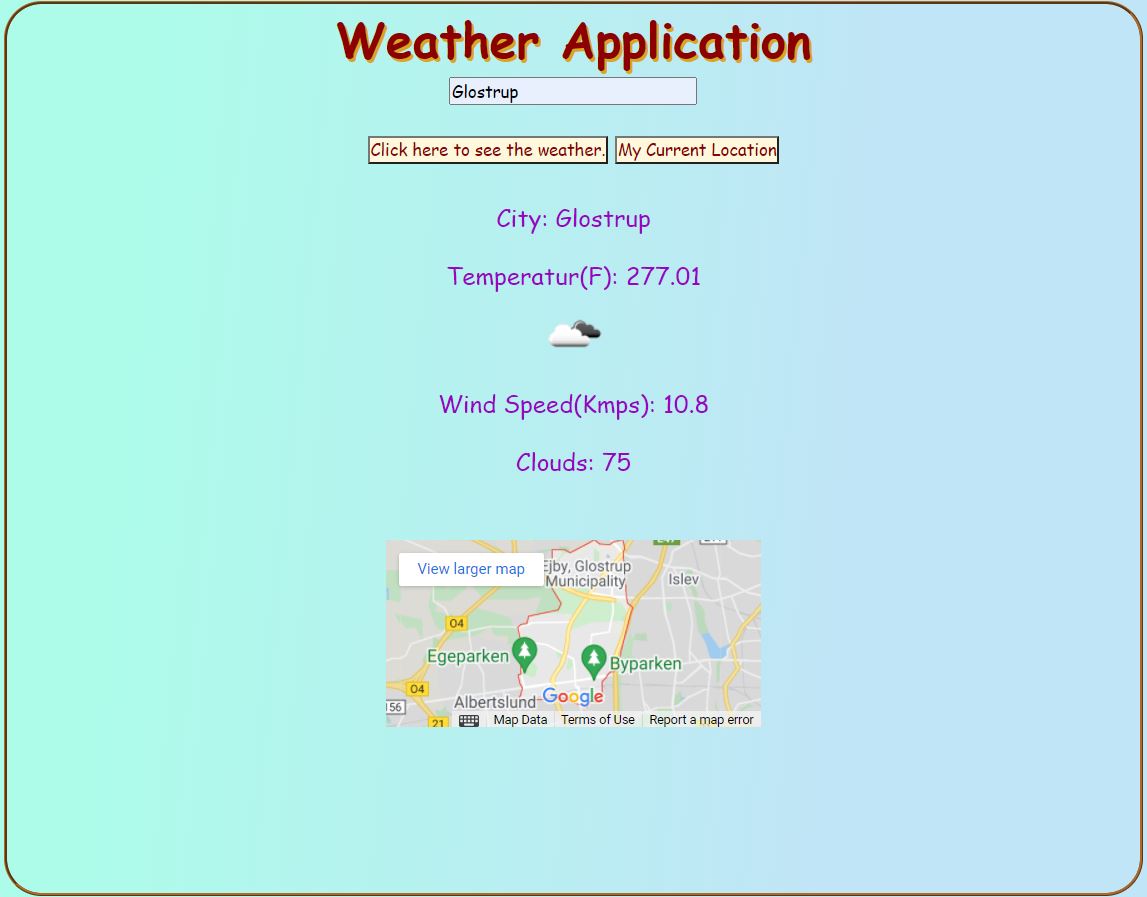 Weather Application
Glostrup
Click here to see the weather. My Current Location
City: Glostrup
Temperatur(F): 277.01
Wind Speed(Kmps): 10.8
Clouds: 75
View larger map
Ejby, Glostrup
Municipality
Islev
O4
Egeparken
Byparken
O4
Albertslund
Google
156
21
Map Data
Terms of Use
Report a map error